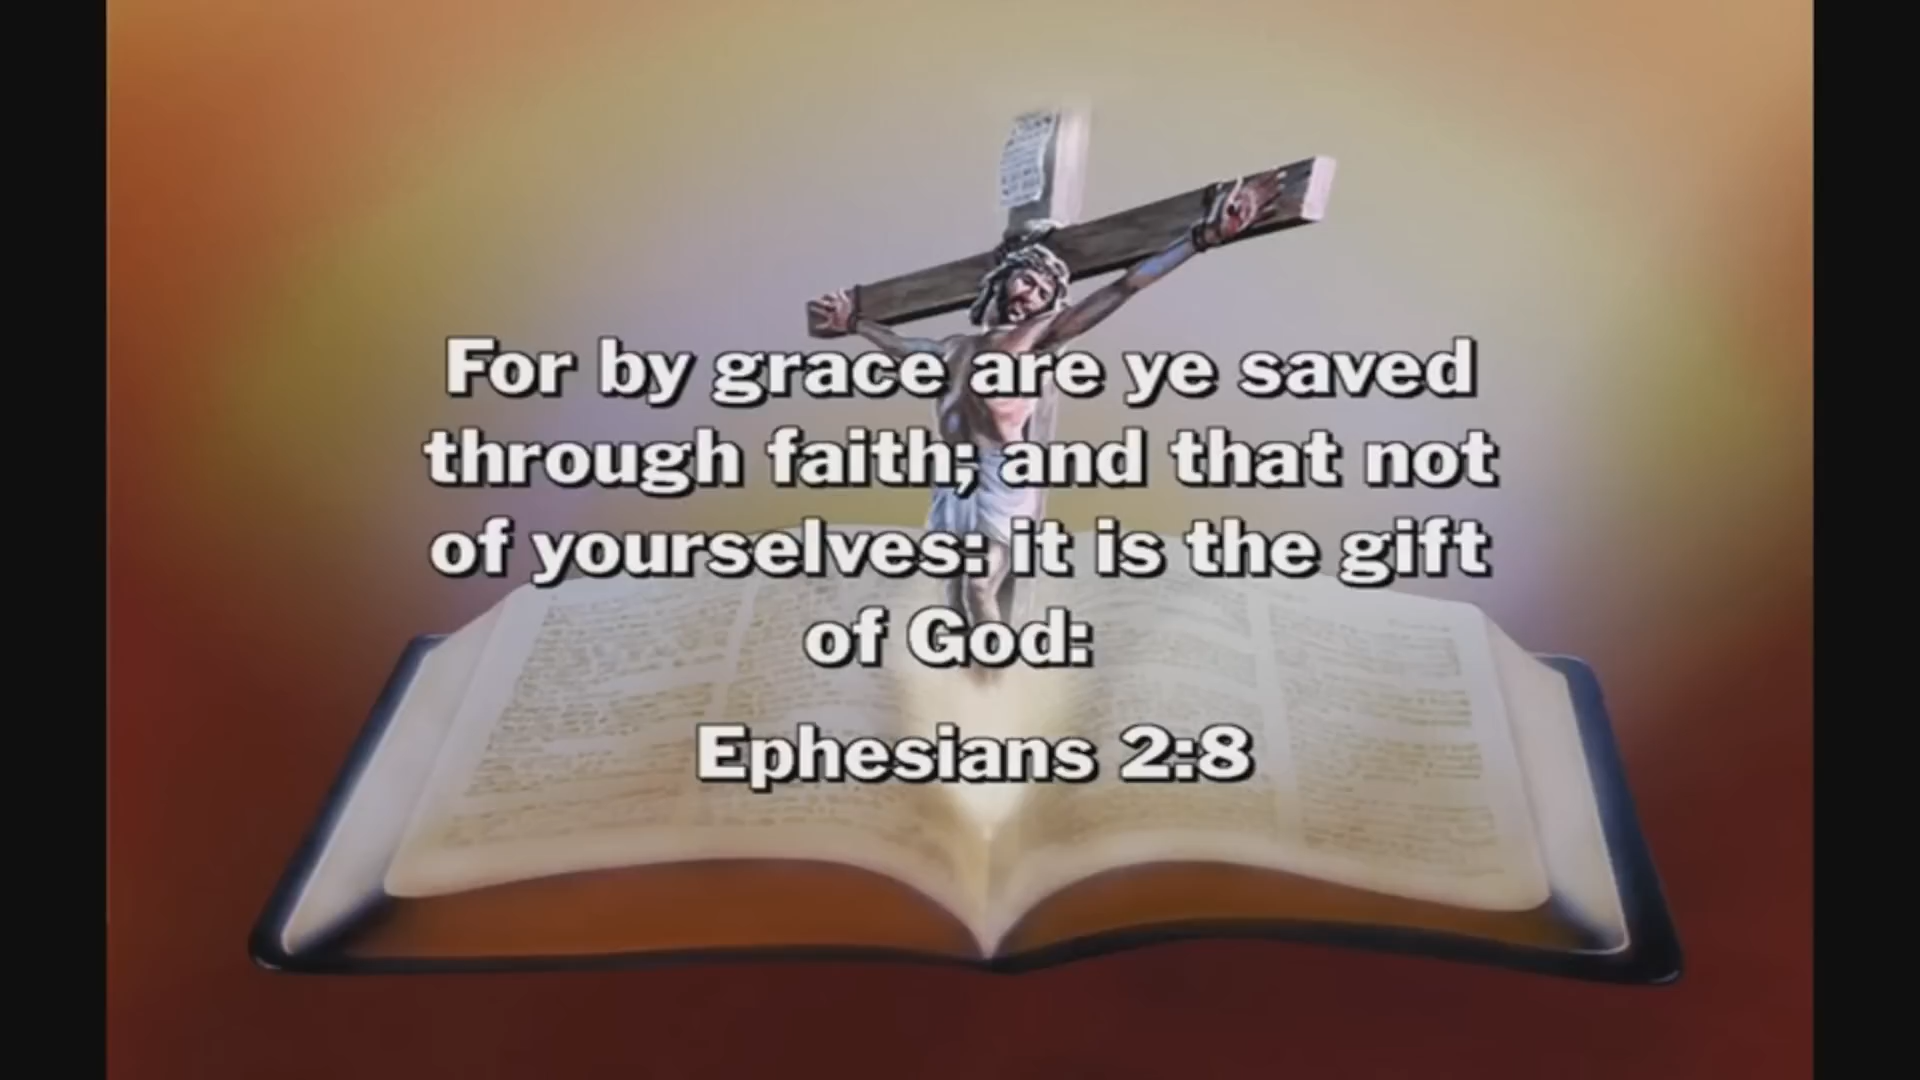 For by grace are ye saved
through faith; and that not
of yourselves: it is the gift
of God:
Ephesians 2:8